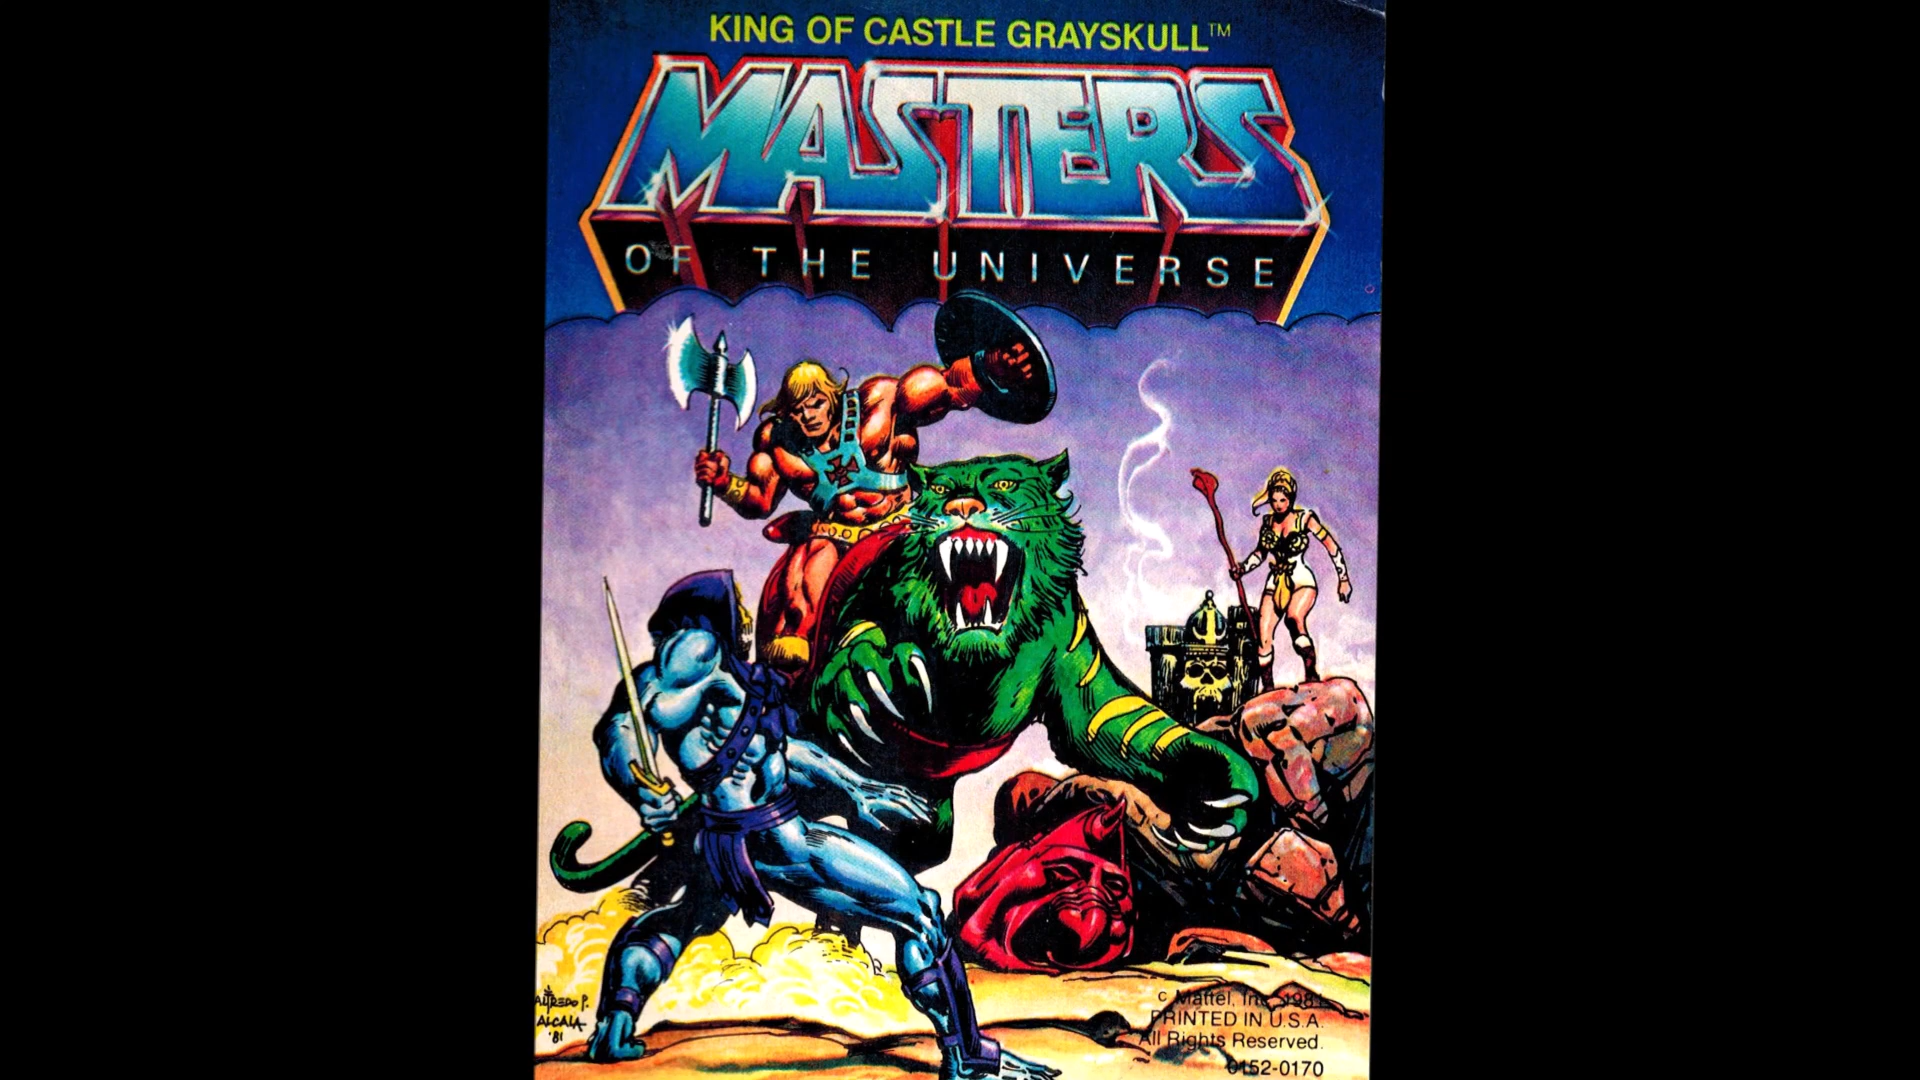 KING OF CASTLE GRAYSKULL™
MASTERS
OF THE UNIVERSE
ALFREDO P.
ALCALA
'81
c Mattel, Inc. 1981
PRINTED IN U.S.A.
All Rights Reserved.
0152-0170